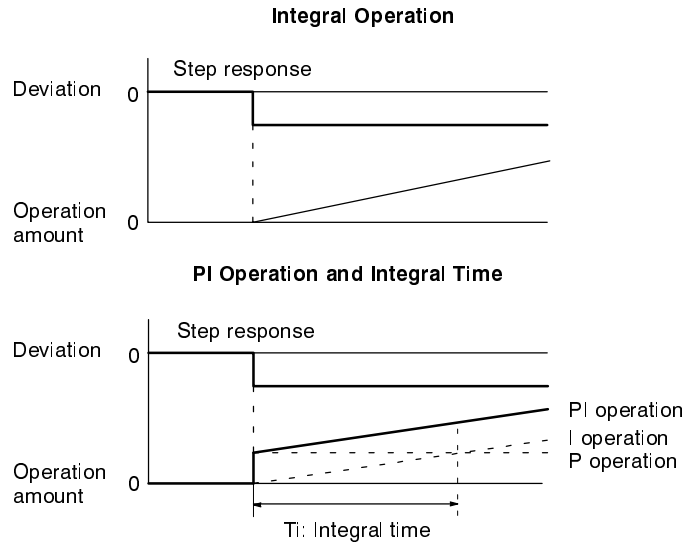 Integral Operation
Step response
Deviation 0
Operation
amount 0
PI Operation and Integral Time
Step response
Deviation 0
PI operation
I operation
P operation
Operation
amount 0
Ti: Integral time